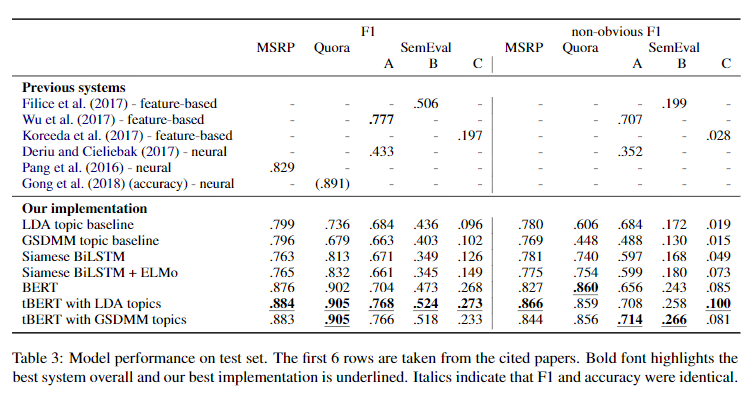 F1 non-obvious F1
MSRP Quora SemEval MSRP Quora SemEval
A B C A B C
Previous systems
Filice et al. (2017) - feature-based - - - .506 - - - - .199 -
Wu et al. (2017) - feature-based - - .777 - - - - .707 - -
Koreeda et al. (2017) - feature-based - - - - .197 - - - - .028
Deriu and Cieliebak (2017) - neural - - .433 - - - - .352 - -
Pang et al. (2016) - neural .829 - - - - - - - - -
Gong et al. (2018) (accuracy) - neural - (.891) - - - - - - - -
Our implementation
LDA topic baseline .799 .736 .684 .436 .096 .780 .606 .684 .172 .019
GSDMM topic baseline .796 .679 .663 .403 .102 .769 .448 .488 .130 .015
Siamese BiLSTM .763 .813 .671 .349 .126 .781 .740 .597 .168 .049
Siamese BiLSTM + ELMo .765 .832 .661 .345 .149 .775 .754 .599 .180 .073
BERT .876 .902 .704 .473 .268 .827 .860 .656 .243 .085
tBERT with LDA topics .884 .905 .768 .524 .273 .866 .859 .708 .258 .100
tBERT with GSDMM topics .883 .905 .766 .518 .233 .844 .856 .714 .266 .081
Table 3: Model performance on test set. The first 6 rows are taken from the cited papers. Bold font highlights the
best system overall and our best implementation is underlined. Italics indicate that F1 and accuracy were identical.